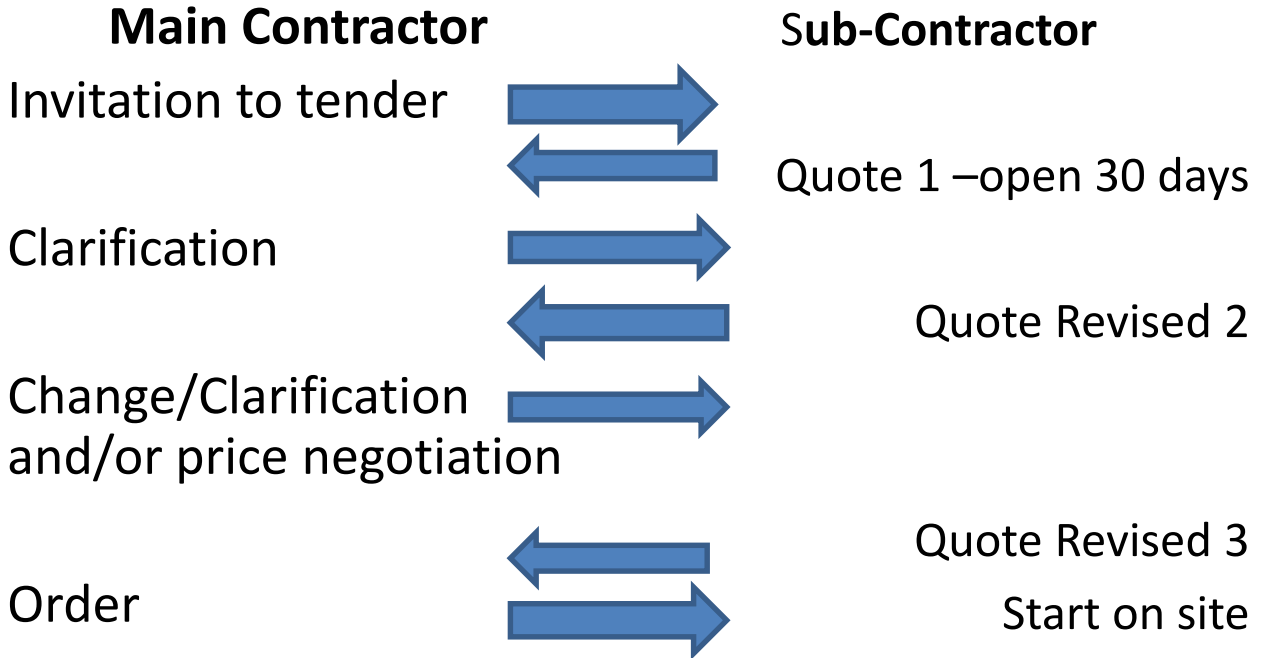 Main Contractor
Sub-Contractor
Invitation to tender
Quote 1 –open 30 days
Clarification
Quote Revised 2
Change/Clarification
and/or price negotiation
Quote Revised 3
Order
Start on site